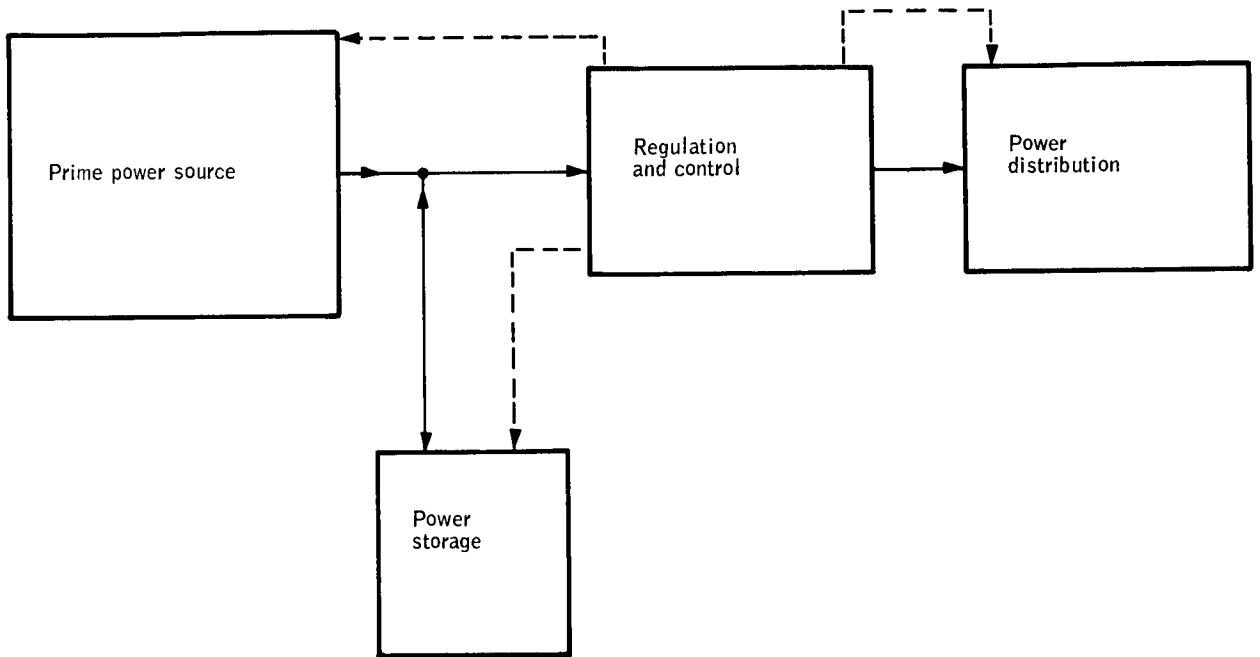 Prime power source
Regulation
and control
Power
distribution
Power
storage